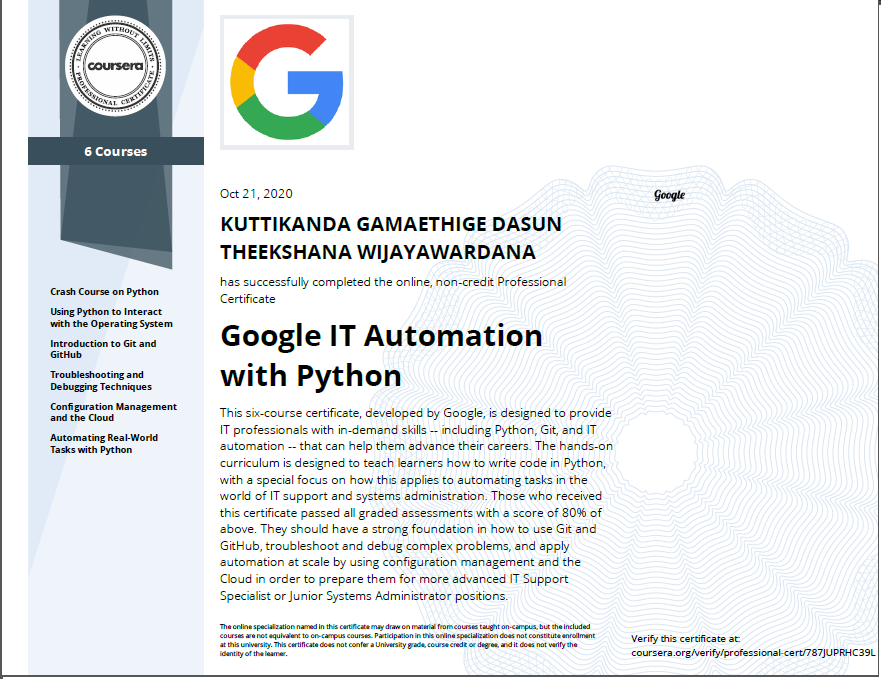 LEARNING WITHOUT LIMITS
coursera
PROFESSIONAL CERTIFICATE
6 Courses
Crash Course on Python
Using Python to Interact
with the Operating System
Introduction to Git and
GitHub
Troubleshooting and
Debugging Techniques
Configuration Management
and the Cloud
Automating Real-World
Tasks with Python
G
Oct 21, 2020
Google
KUTTIKANDA GAMAETHIGE DASUN
THEEKSHANA WIJAYAWARDANA
has successfully completed the online, non-credit Professional
Certificate
Google IT Automation
with Python
This six-course certificate, developed by Google, is designed to provide
IT professionals with in-demand skills -- including Python, Git, and IT
automation -- that can help them advance their careers. The hands-on
curriculum is designed to teach learners how to write code in Python,
with a special focus on how this applies to automating tasks in the
world of IT support and systems administration. Those who received
this certificate passed all graded assessments with a score of 80% of
above. They should have a strong foundation in how to use Git and
GitHub, troubleshoot and debug complex problems, and apply
automation at scale by using configuration management and the
Cloud in order to prepare them for more advanced IT Support
Specialist or Junior Systems Administrator positions.
The online specialization named in this certificate may draw on material from courses taught on-campus, but the included
courses are not equivalent to on-campus courses. Participation in this online specialization does not constitute enrollment
at this university. This certificate does not confer a University grade, course credit or degree, and it does not verify the
identity of the learner.
Verify this certificate at:
coursera.org/verify/professional-cert/787JUPRHC39L